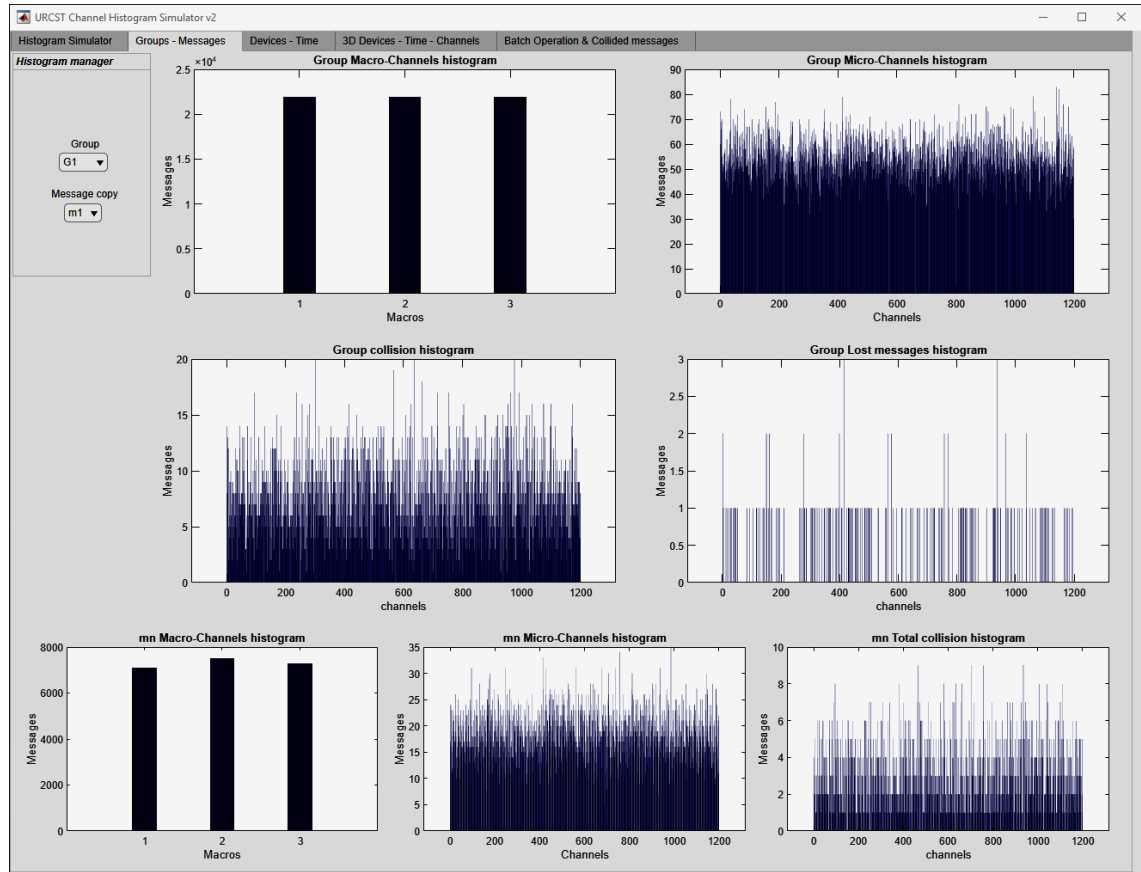 URCST Channel Histogram Simulator v2
Histogram Simulator
Groups - Messages
Devices - Time
3D Devices - Time - Channels
Batch Operation & Collided messages
Histogram manager
Group
G1
Message copy
m1
Group Macro-Channels histogram
×10⁴
2.5
2
1.5
1
0.5
0
Messages
1 2 3
Macros
Group Micro-Channels histogram
90
80
70
60
50
40
30
20
10
0
Messages
0 200 400 600 800 1000 1200
Channels
Group collision histogram
20
15
10
5
0
Messages
0 200 400 600 800 1000 1200
channels
Group Lost messages histogram
3
2.5
2
1.5
1
0.5
0
Messages
0 200 400 600 800 1000 1200
channels
mn Macro-Channels histogram
8000
6000
4000
2000
0
Messages
1 2 3
Macros
mn Micro-Channels histogram
35
30
25
20
15
10
5
0
Messages
0 200 400 600 800 1000 1200
Channels
mn Total collision histogram
10
8
6
4
2
0
Messages
0 200 400 600 800 1000 1200
channels